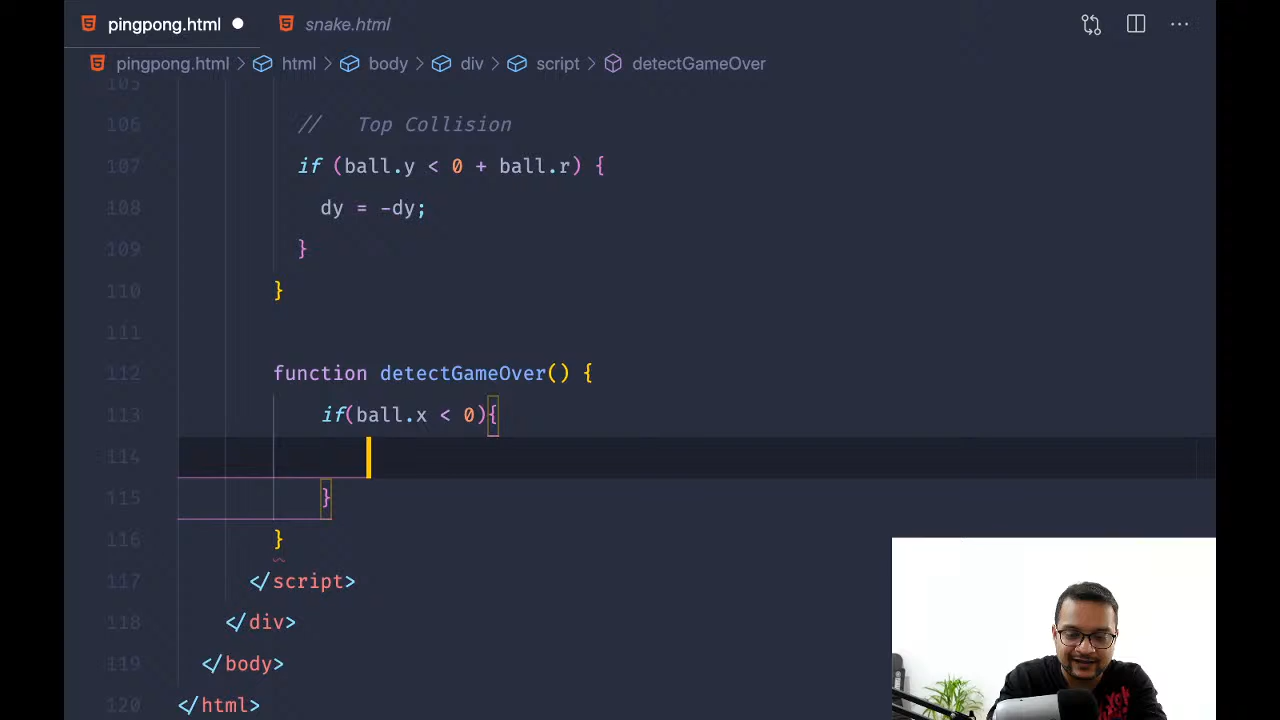 pingpong.html
snake.html
pingpong.html > html > body > div > script > detectGameOver
105
106 // Top Collision
107 if (ball.y < 0 + ball.r) {
108 dy = -dy;
109 }
110 }
111
112 function detectGameOver() {
113 if(ball.x < 0){
114
115 }
116 }
117 </script>
118 </div>
119 </body>
120 </html>